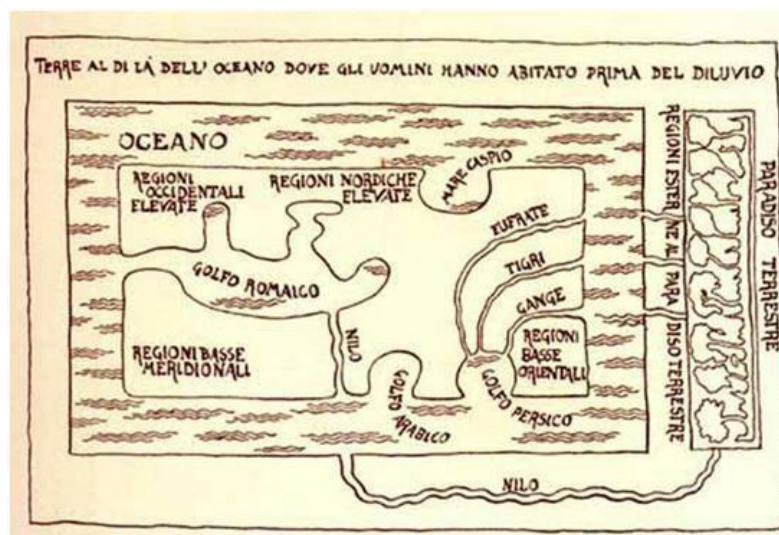 TERRE AL DI LÀ DELL' OCEANO DOVE GLI UOMINI HANNO ABITATO PRIMA DEL DILUVIO
OCEANO
MARE CASPIO
REGIONI
OCCIDENTALI
ELEVATE
REGIONI NORDICHE
ELEVATE
EUFRATE
TIGRI
GANGE
GOLFO ROMAICO
NILO
REGIONI BASSE
MERIDIONALI
REGIONI
BASSE
ORIENTALI
GOLFO ARABICO
GOLFO PERSICO
REGIONI ESTERNE AL PARADISO TERRESTRE
PARADISO TERRESTRE
NILO